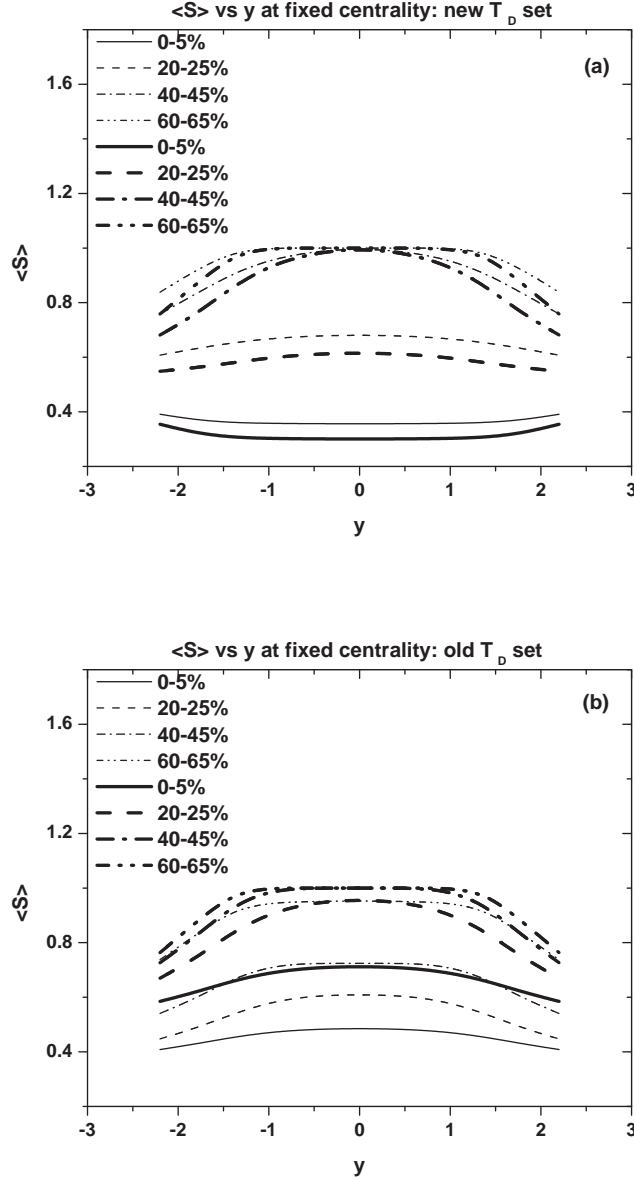 <S> vs y at fixed centrality: new T D set
0-5%
20-25%
40-45%
60-65%
0-5%
20-25%
40-45%
60-65%
(a)
1.6
1.2
0.8
0.4
<S>
-3 -2 -1 0 1 2 3
y
<S> vs y at fixed centrality: old T D set
0-5%
20-25%
40-45%
60-65%
0-5%
20-25%
40-45%
60-65%
(b)
1.6
1.2
0.8
0.4
<S>
-3 -2 -1 0 1 2 3
y